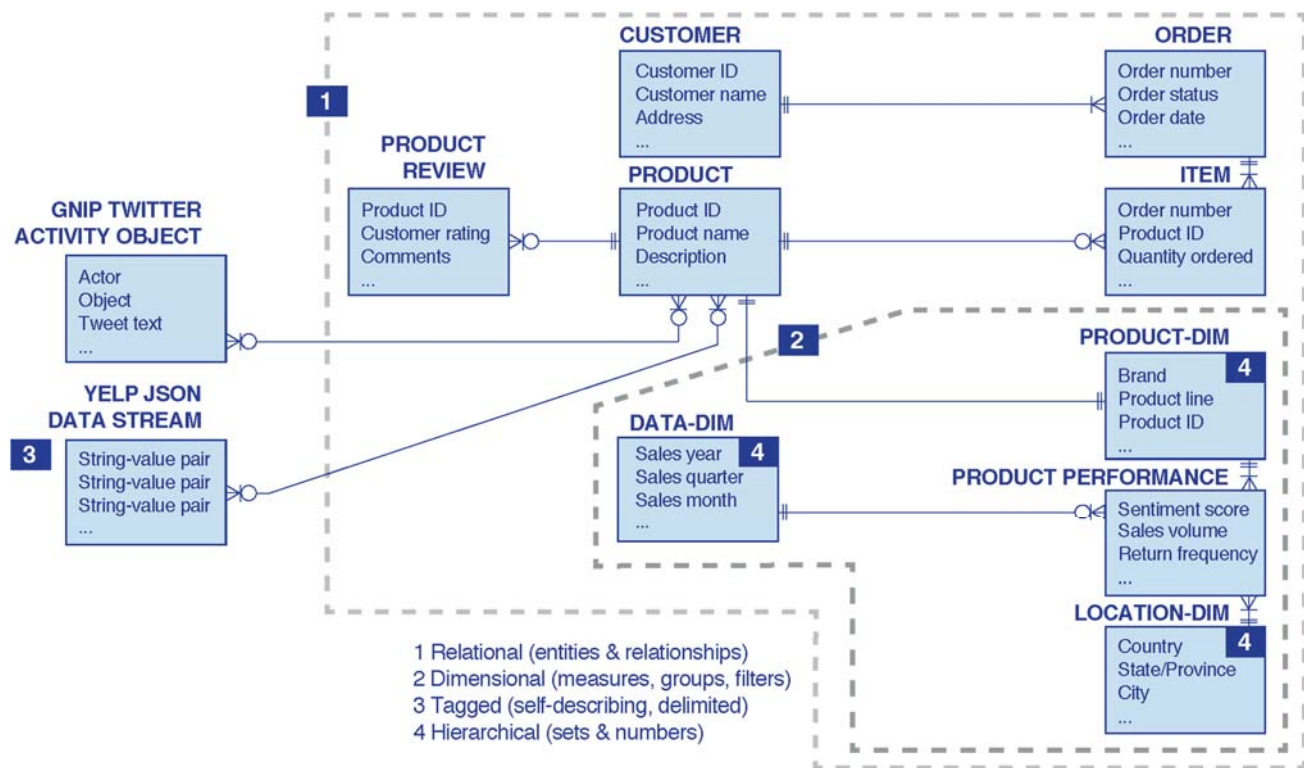 CUSTOMER
Customer ID
Customer name
Address
...
ORDER
Order number
Order status
Order date
...
1
PRODUCT
REVIEW
Product ID
Customer rating
Comments
...
PRODUCT
Product ID
Product name
Description
...
ITEM
Order number
Product ID
Quantity ordered
...
GNIP TWITTER
ACTIVITY OBJECT
Actor
Object
Tweet text
...
2
PRODUCT-DIM
4
Brand
Product line
Product ID
...
YELP JSON
DATA STREAM
3
String-value pair
String-value pair
String-value pair
...
DATA-DIM
4
Sales year
Sales quarter
Sales month
...
PRODUCT PERFORMANCE
Sentiment score
Sales volume
Return frequency
...
LOCATION-DIM
4
Country
State/Province
City
...
1 Relational (entities & relationships)
2 Dimensional (measures, groups, filters)
3 Tagged (self-describing, delimited)
4 Hierarchical (sets & numbers)